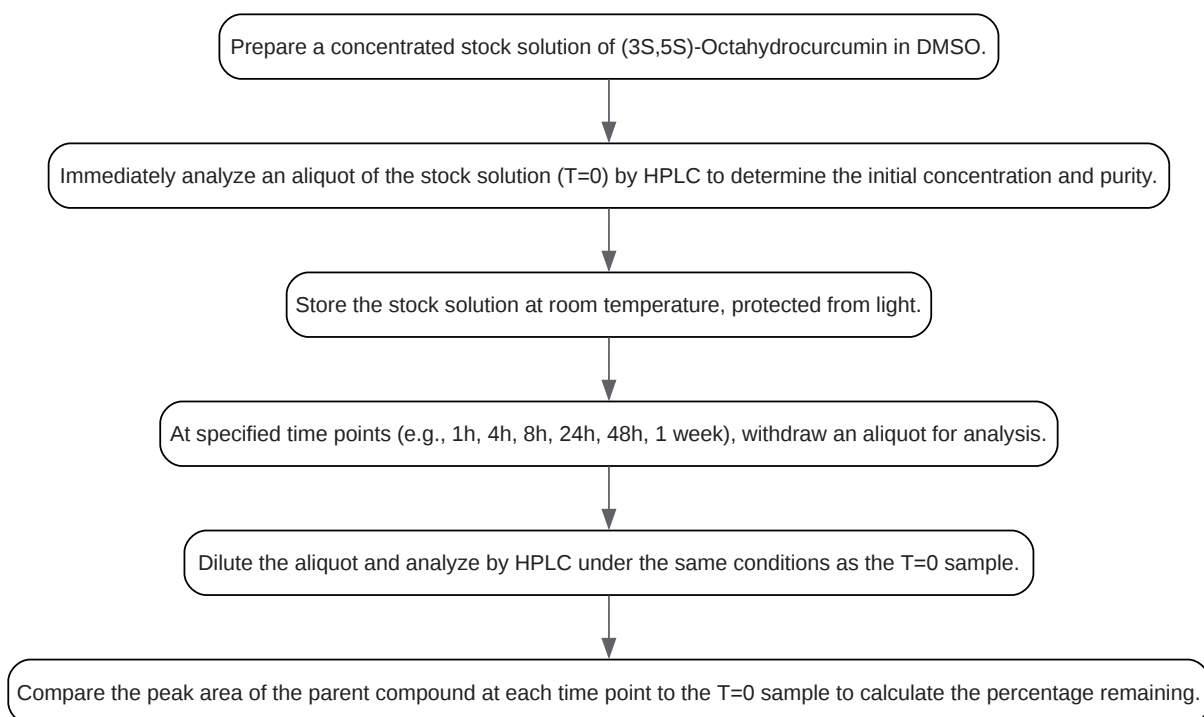 Prepare a concentrated stock solution of (3S,5S)-Octahydrocurcumin in DMSO.
Immediately analyze an aliquot of the stock solution (T=0) by HPLC to determine the initial concentration and purity.
Store the stock solution at room temperature, protected from light.
At specified time points (e.g., 1h, 4h, 8h, 24h, 48h, 1 week), withdraw an aliquot for analysis.
Dilute the aliquot and analyze by HPLC under the same conditions as the T=0 sample.
Compare the peak area of the parent compound at each time point to the T=0 sample to calculate the percentage remaining.